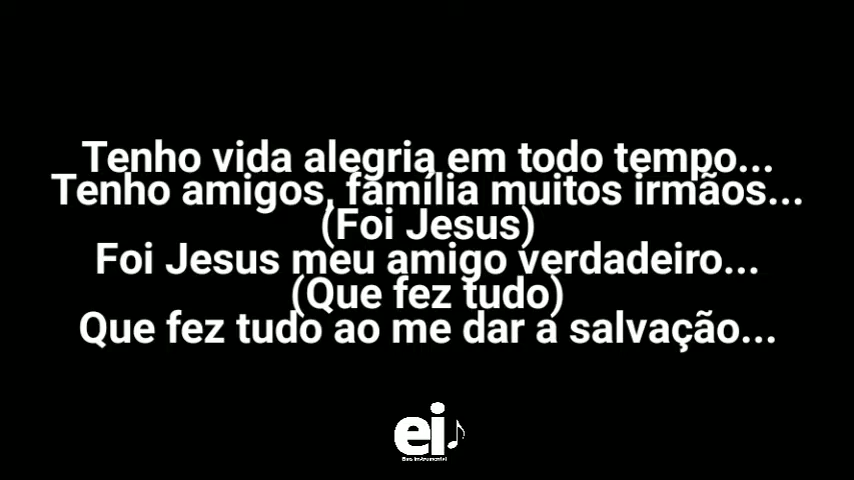 Tenho vida alegria em todo tempo...
Tenho amigos, família muitos irmãos...
(Foi Jesus)
Foi Jesus meu amigo verdadeiro...
(Que fez tudo)
Que fez tudo ao me dar a salvação...
ei